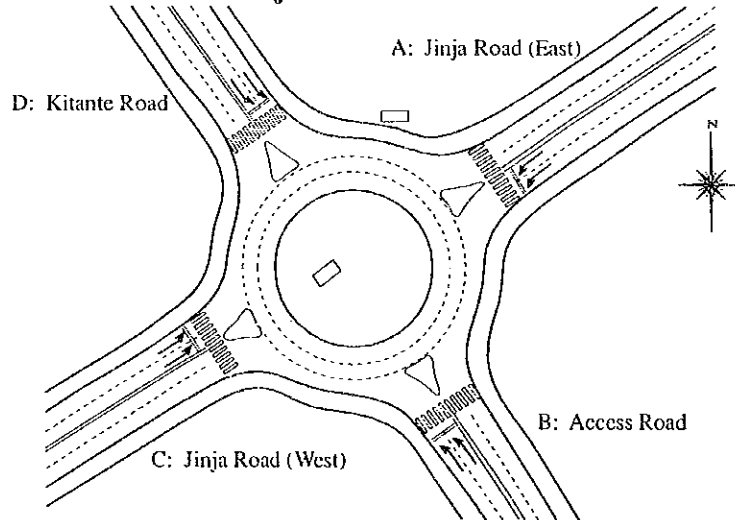 A: Jinja Road (East)
D: Kitante Road
N
B: Access Road
C: Jinja Road (West)